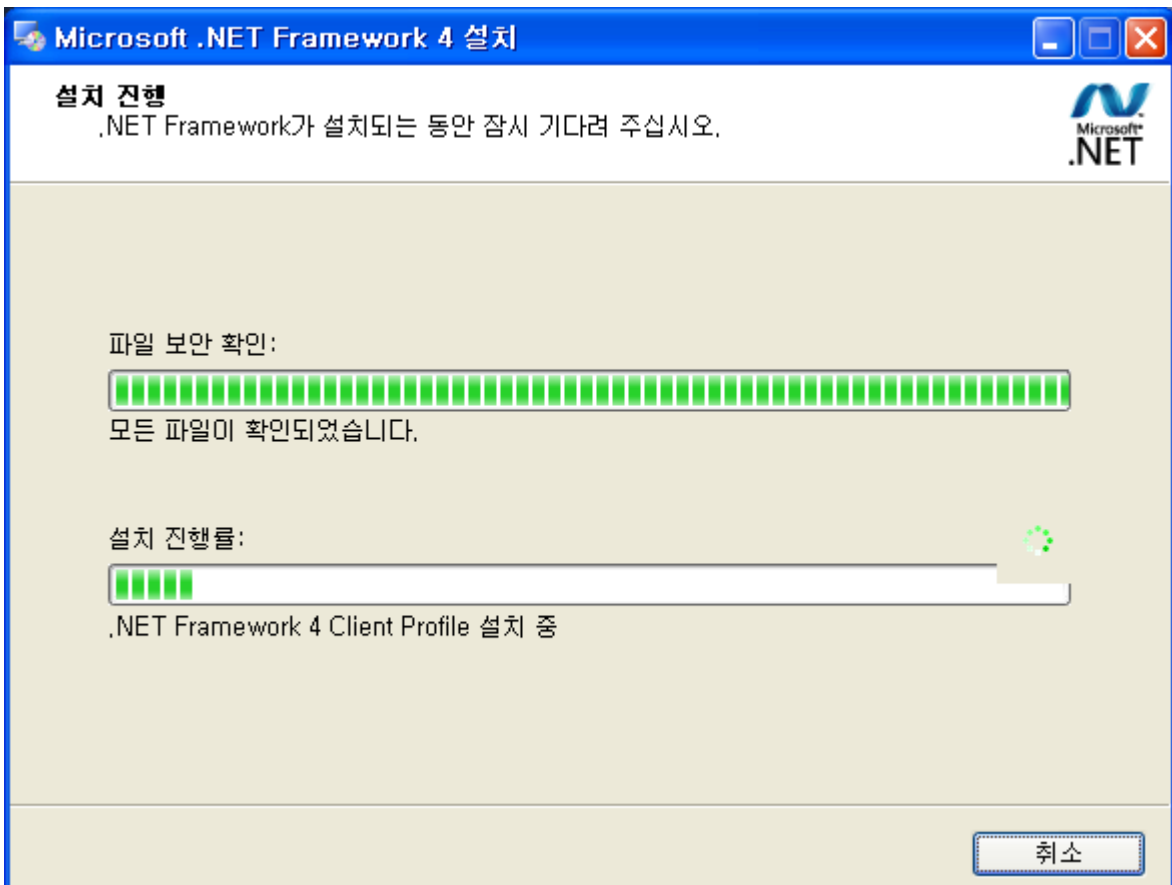 Microsoft .NET Framework 4 설치
설치 진행
.NET Framework가 설치되는 동안 잠시 기다려 주십시오.
Microsoft®
.NET
파일 보안 확인:
모든 파일이 확인되었습니다.
설치 진행률:
.NET Framework 4 Client Profile 설치 중
취소